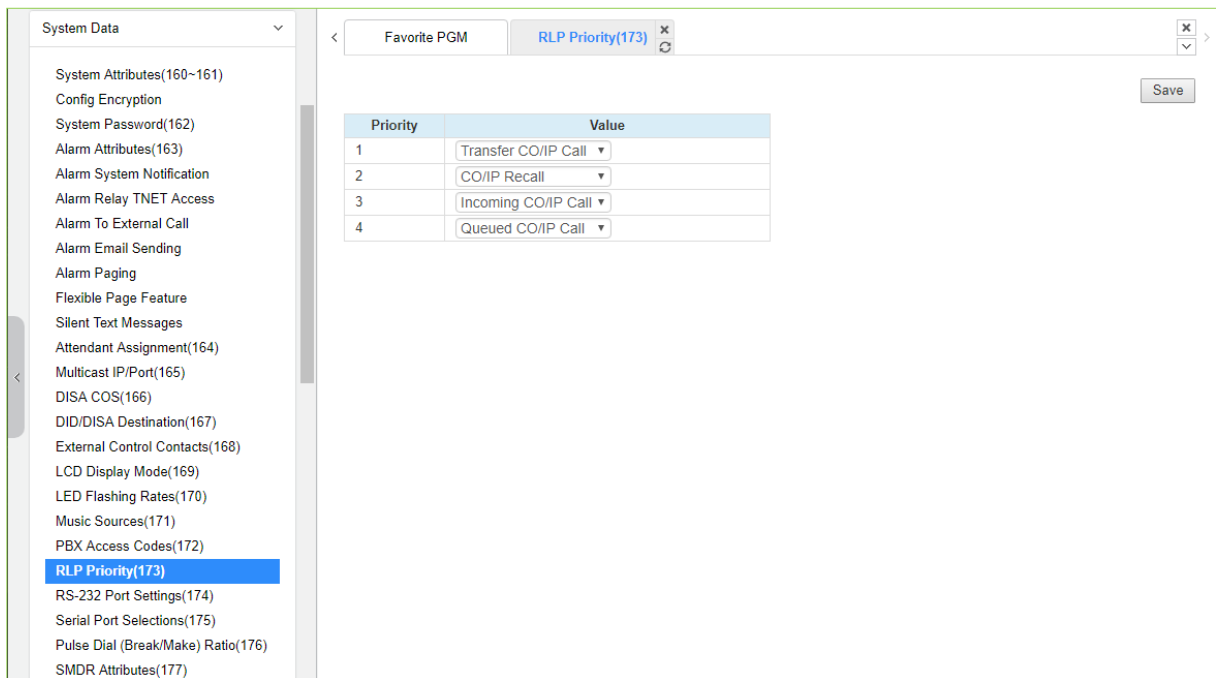 System Data
System Attributes(160~161)
Config Encryption
System Password(162)
Alarm Attributes(163)
Alarm System Notification
Alarm Relay TNET Access
Alarm To External Call
Alarm Email Sending
Alarm Paging
Flexible Page Feature
Silent Text Messages
Attendant Assignment(164)
Multicast IP/Port(165)
DISA COS(166)
DID/DISA Destination(167)
External Control Contacts(168)
LCD Display Mode(169)
LED Flashing Rates(170)
Music Sources(171)
PBX Access Codes(172)
RLP Priority(173)
RS-232 Port Settings(174)
Serial Port Selections(175)
Pulse Dial (Break/Make) Ratio(176)
SMDR Attributes(177)
Favorite PGM RLP Priority(173)
Save
Priority Value
1 Transfer CO/IP Call
2 CO/IP Recall
3 Incoming CO/IP Call
4 Queued CO/IP Call